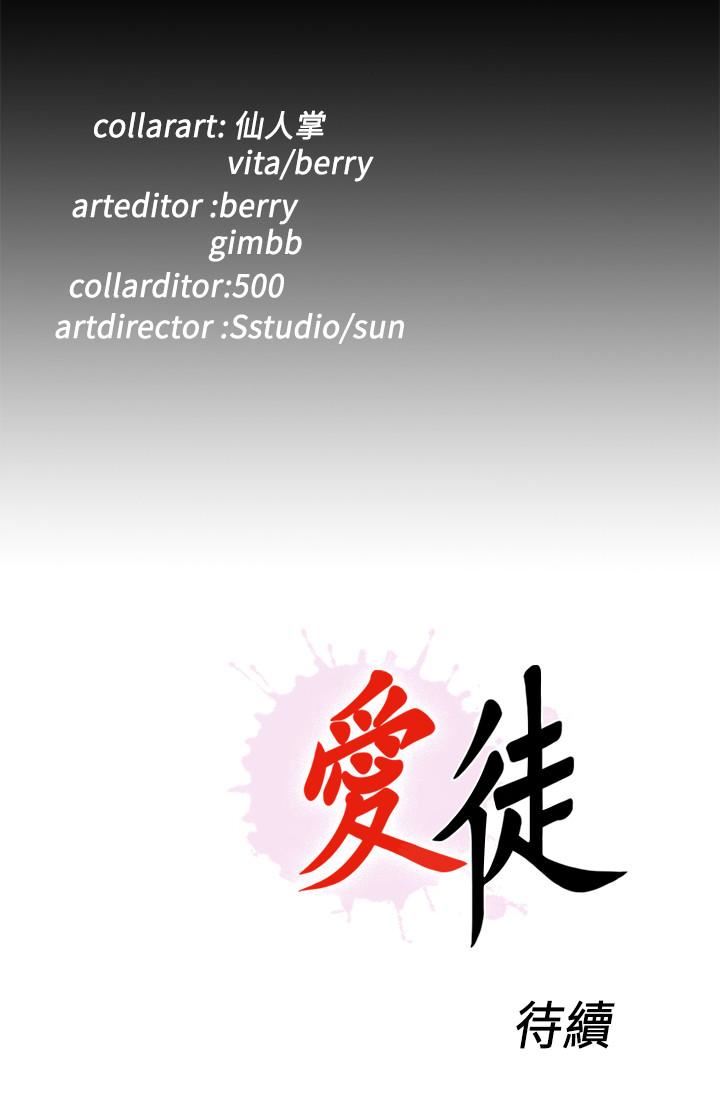 collarart: 仙人掌
vita/berry
arteditor :berry
gimbb
collarditor:500
artdirector :Sstudio/sun
愛徒
待續